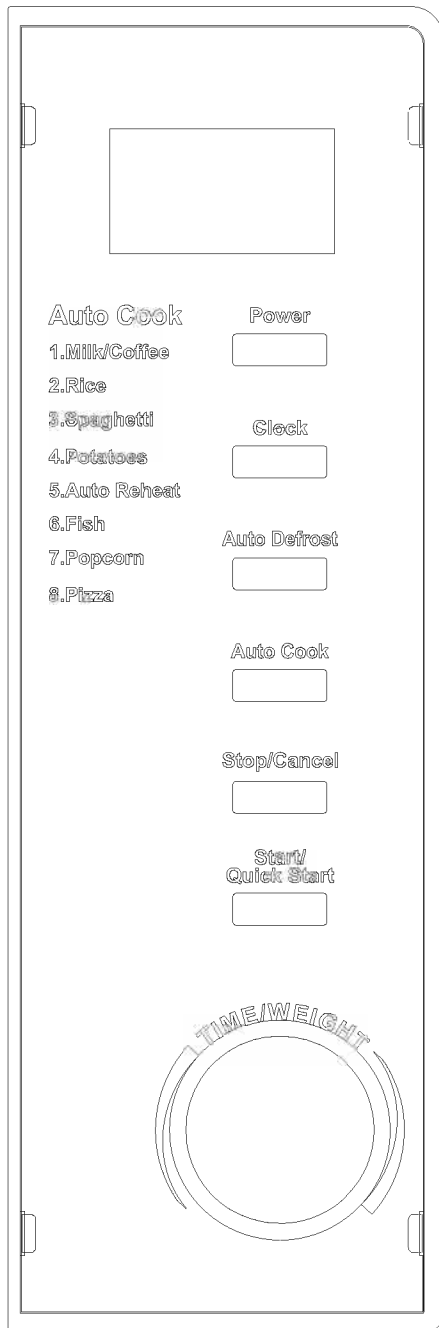 Auto Cook
1.Milk/Coffee
2.Rice
3.Spaghetti
4.Potatoes
5.Auto Reheat
6.Fish
7.Popcorn
8.Pizza
Power
Clock
Auto Defrost
Auto Cook
Stop/Cancel
Start/
Quick Start
TIME/WEIGHT